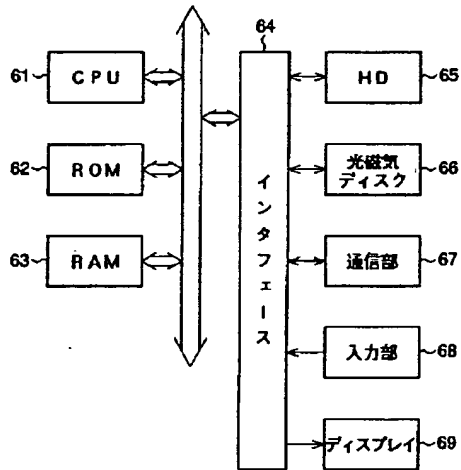 64
61
CPU
HD
65
62
ROM
光磁気
ディスク
66
インタフェース
63
RAM
通信部
67
入力部
68
ディスプレイ
69